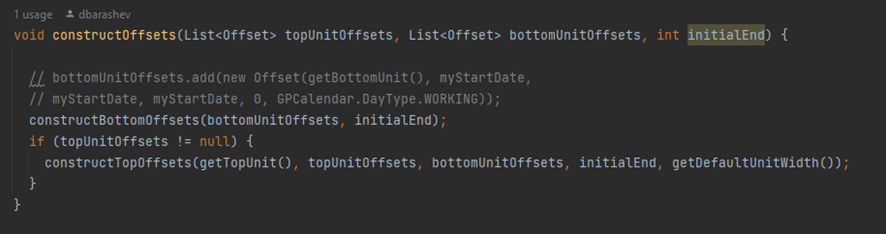 1 usage dbarashev
void constructOffsets(List<Offset> topUnitOffsets, List<Offset> bottomUnitOffsets, int initialEnd) {
// bottomUnitOffsets.add(new Offset(getBottomUnit(), myStartDate,
// myStartDate, myStartDate, 0, GPCalendar.DayType.WORKING));
constructBottomOffsets(bottomUnitOffsets, initialEnd);
if (topUnitOffsets != null) {
constructTopOffsets(getTopUnit(), topUnitOffsets, bottomUnitOffsets, initialEnd, getDefaultUnitWidth());
}
}